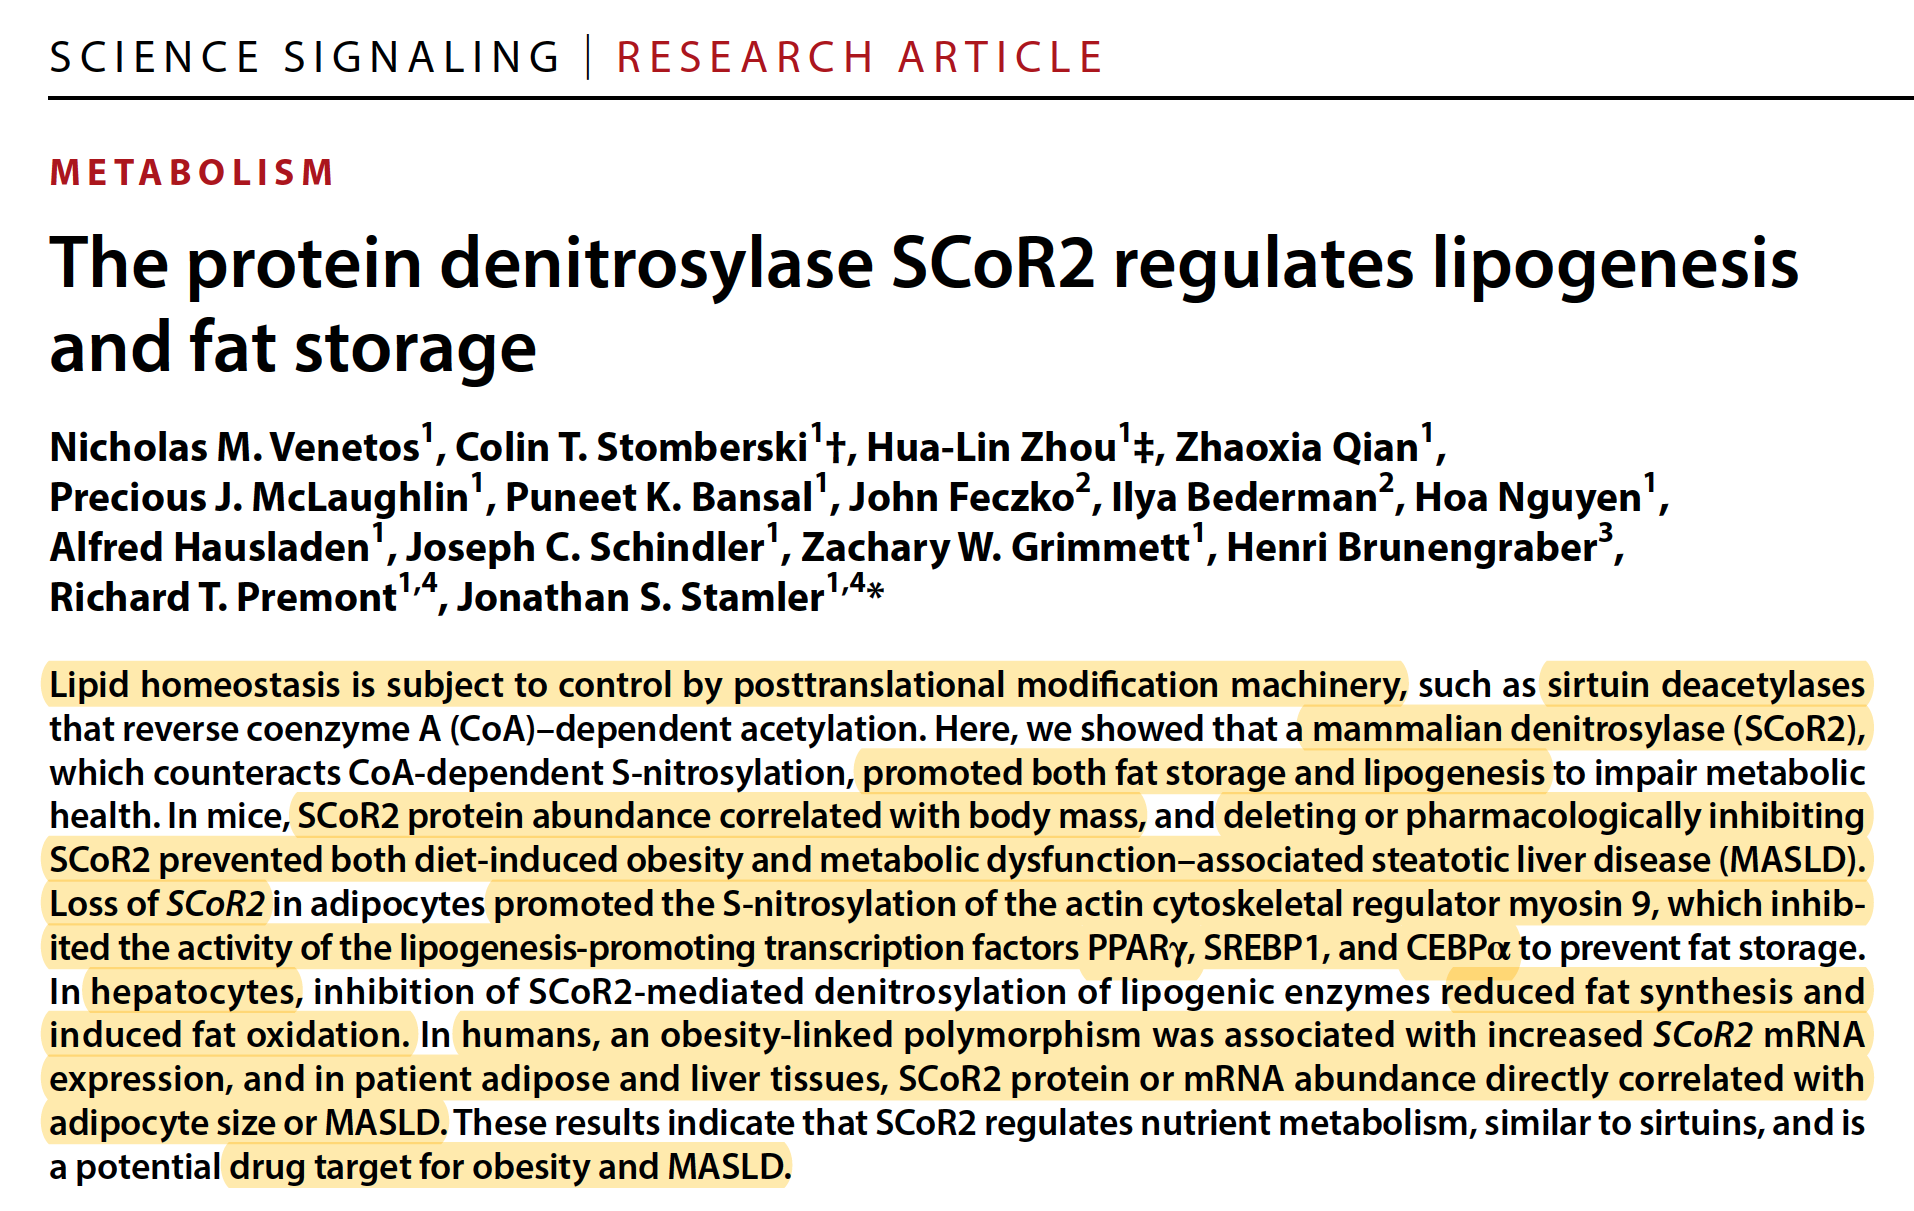 SCIENCE SIGNALING | RESEARCH ARTICLE
METABOLISM
The protein denitrosylase SCoR2 regulates lipogenesis
and fat storage
Nicholas M. Venetos1, Colin T. Stomberski1†, Hua-Lin Zhou1‡, Zhaoxia Qian1,
Precious J. McLaughlin1, Puneet K. Bansal1, John Feczko2, Ilya Bederman2, Hoa Nguyen1,
Alfred Hausladen1, Joseph C. Schindler1, Zachary W. Grimmett1, Henri Brunengraber3,
Richard T. Premont1,4, Jonathan S. Stamler1,4*
Lipid homeostasis is subject to control by posttranslational modification machinery, such as sirtuin deacetylases
that reverse coenzyme A (CoA)–dependent acetylation. Here, we showed that a mammalian denitrosylase (SCoR2),
which counteracts CoA-dependent S-nitrosylation, promoted both fat storage and lipogenesis to impair metabolic
health. In mice, SCoR2 protein abundance correlated with body mass, and deleting or pharmacologically inhibiting
SCoR2 prevented both diet-induced obesity and metabolic dysfunction–associated steatotic liver disease (MASLD).
Loss of SCoR2 in adipocytes promoted the S-nitrosylation of the actin cytoskeletal regulator myosin 9, which inhib-
ited the activity of the lipogenesis-promoting transcription factors PPARγ, SREBP1, and CEBPα to prevent fat storage.
In hepatocytes, inhibition of SCoR2-mediated denitrosylation of lipogenic enzymes reduced fat synthesis and
induced fat oxidation. In humans, an obesity-linked polymorphism was associated with increased SCoR2 mRNA
expression, and in patient adipose and liver tissues, SCoR2 protein or mRNA abundance directly correlated with
adipocyte size or MASLD. These results indicate that SCoR2 regulates nutrient metabolism, similar to sirtuins, and is
a potential drug target for obesity and MASLD.